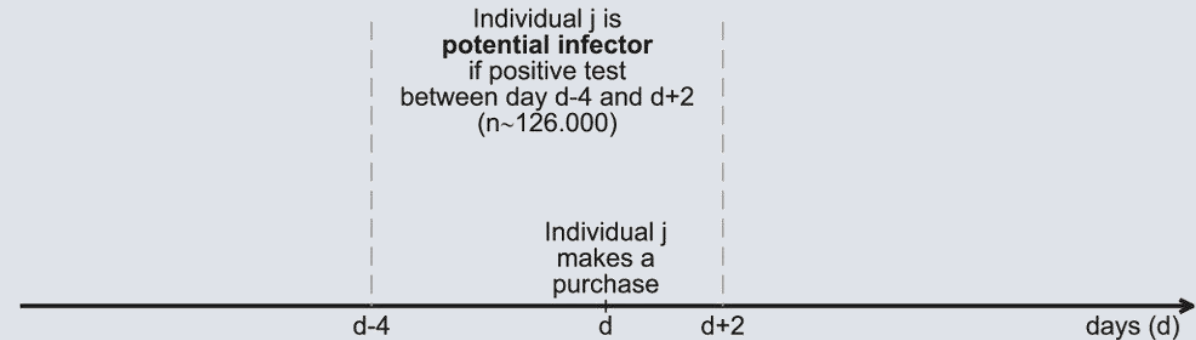 Individual j is
potential infector
if positive test
between day d-4 and d+2
(n~126.000)
Individual j
makes a
purchase
d-4
d
d+2
days (d)